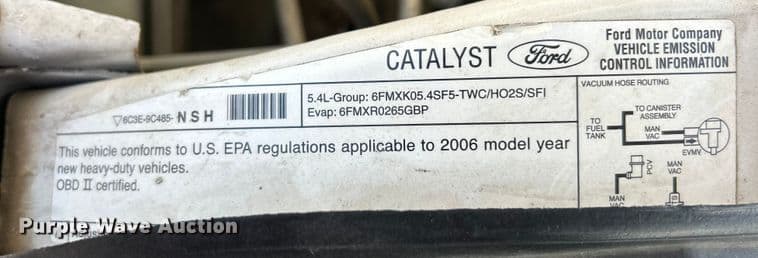 CATALYST Ford
Ford Motor Company
VEHICLE EMISSION
CONTROL INFORMATION
6C3E-9C485- NSH
5.4L-Group: 6FMXK05.4SF5-TWC/HO2S/SFI
Evap: 6FMXR0265GBP
This vehicle conforms to U.S. EPA regulations applicable to 2006 model year
new heavy-duty vehicles.
OBD II certified.
VACUUM HOSE ROUTING
TO CANISTER
ASSEMBLY
TO
FUEL
TANK
MAN
VAC
EVMV
PCV
MAN
VAC
MAN
VAC
Purple Wave Auction